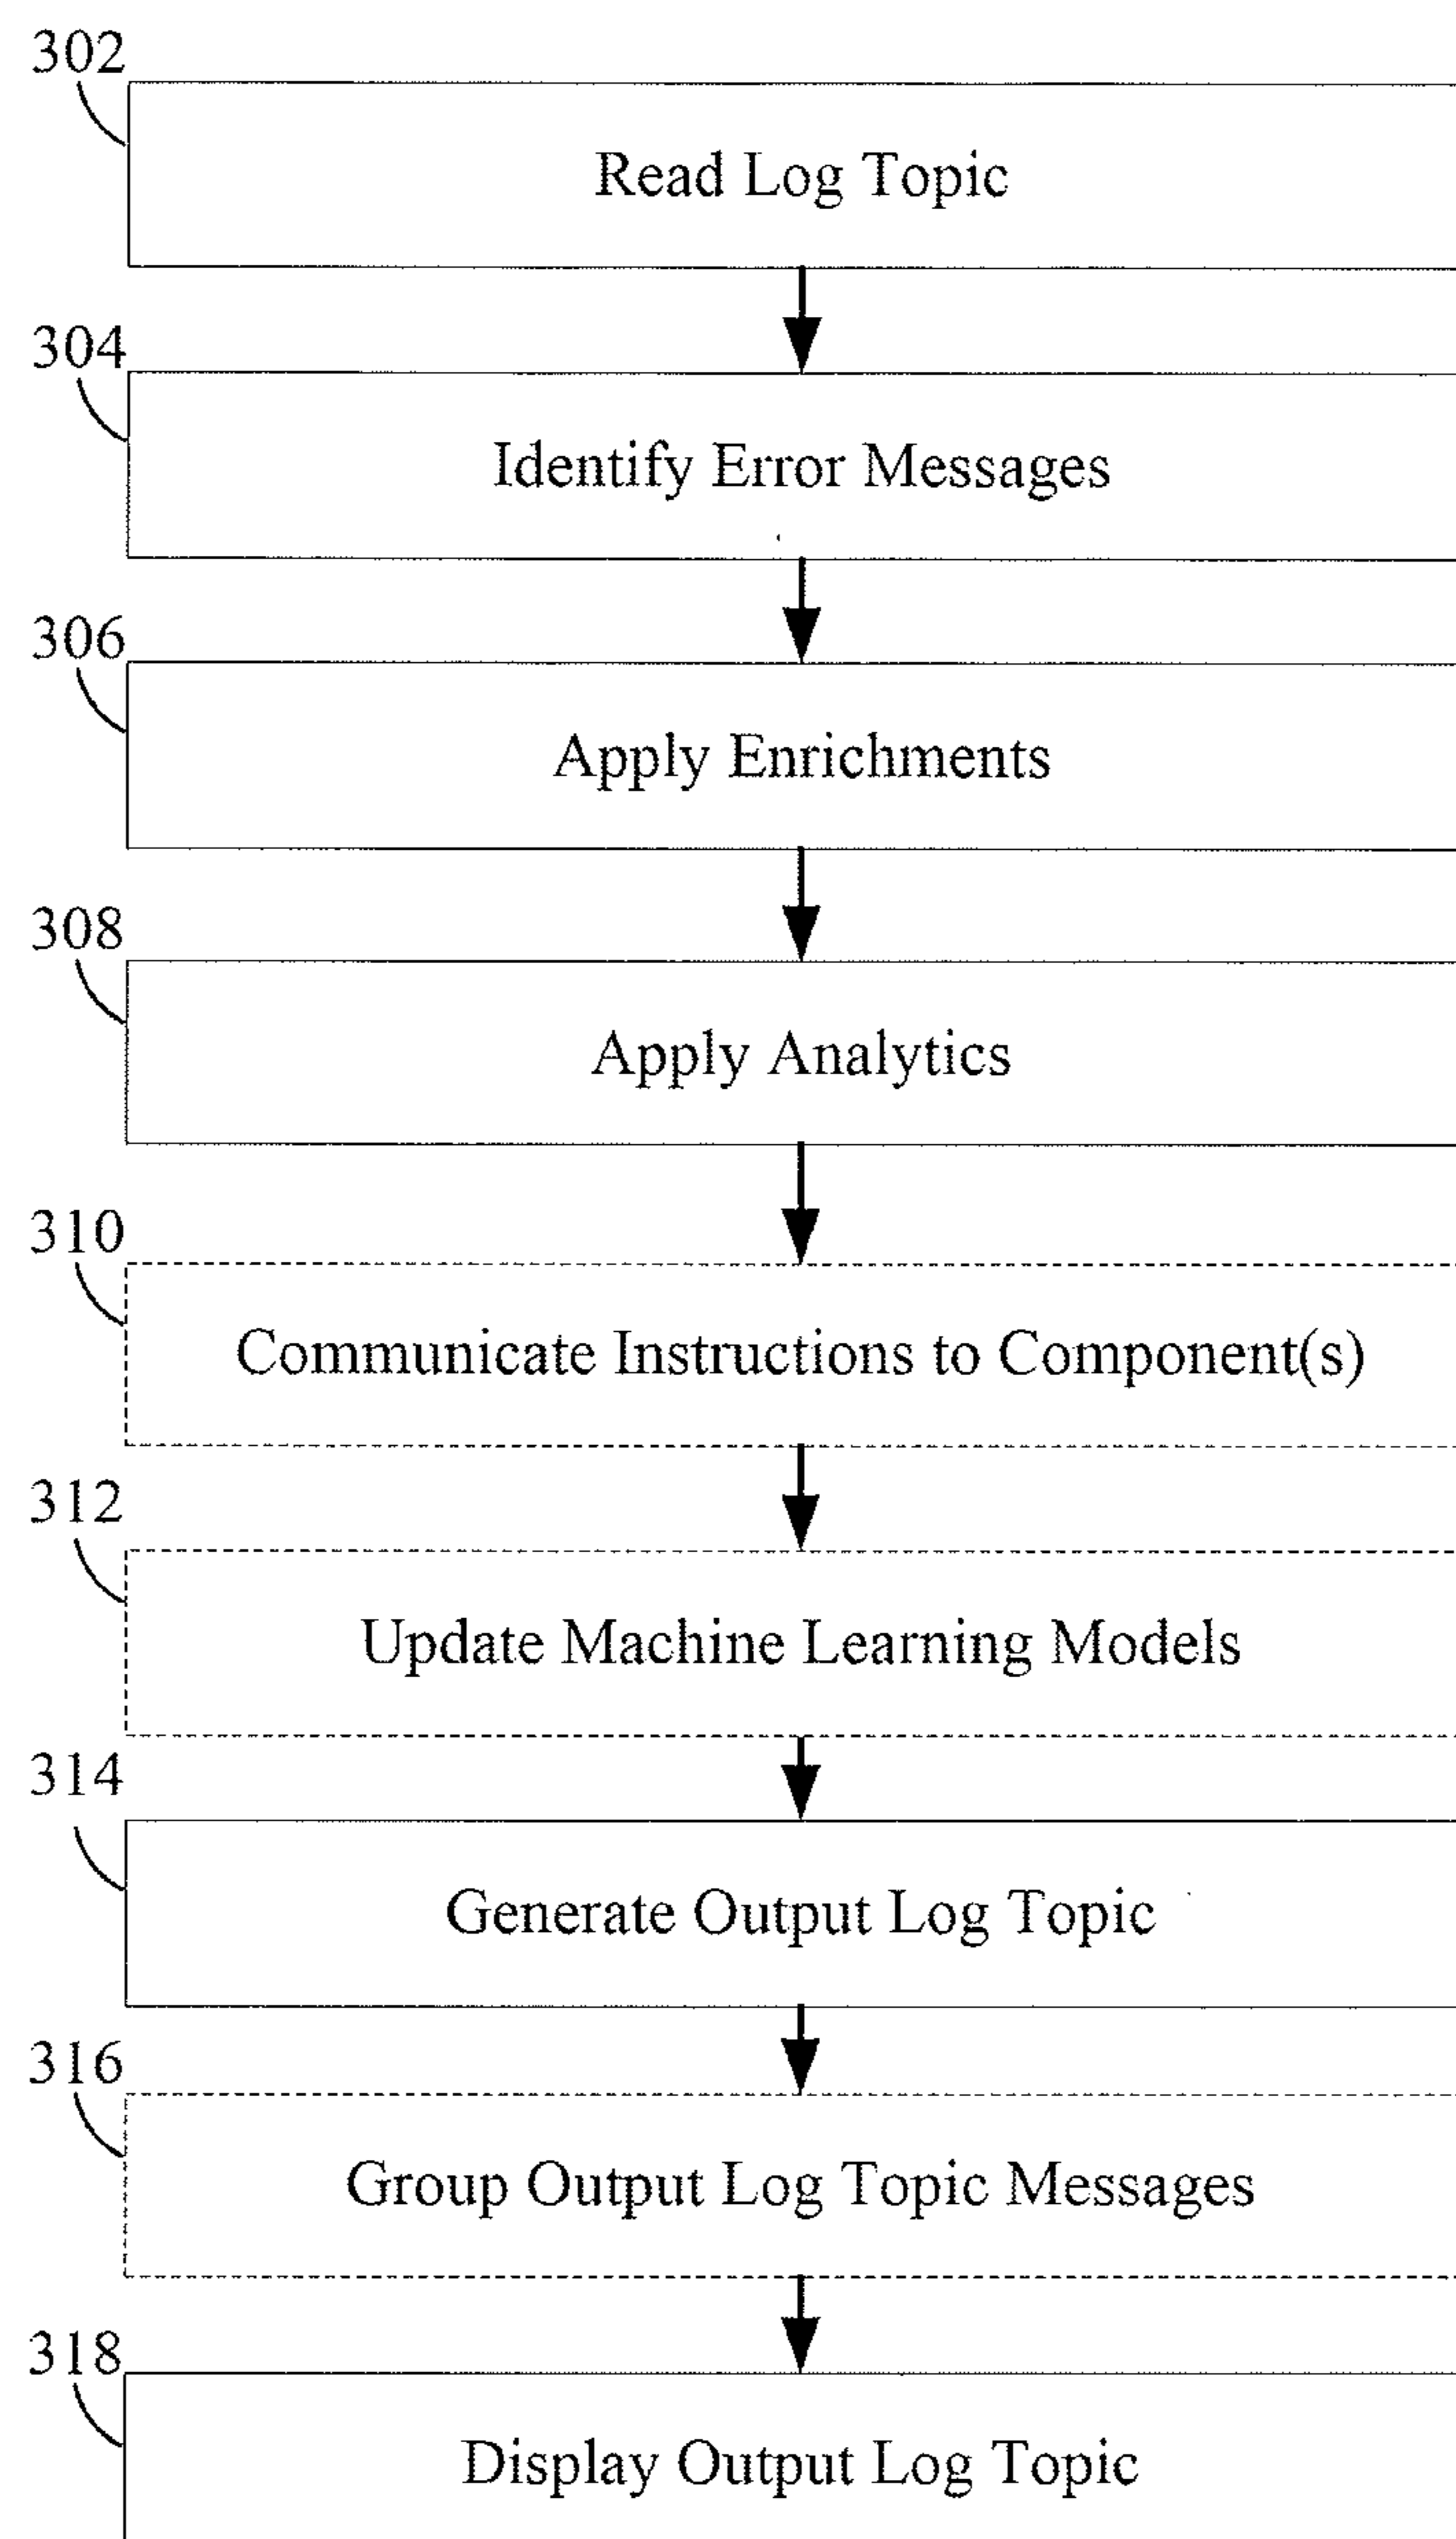 302
Read Log Topic
304
Identify Error Messages
306
Apply Enrichments
308
Apply Analytics
310
Communicate Instructions to Component(s)
312
Update Machine Learning Models
314
Generate Output Log Topic
316
Group Output Log Topic Messages
318
Display Output Log Topic